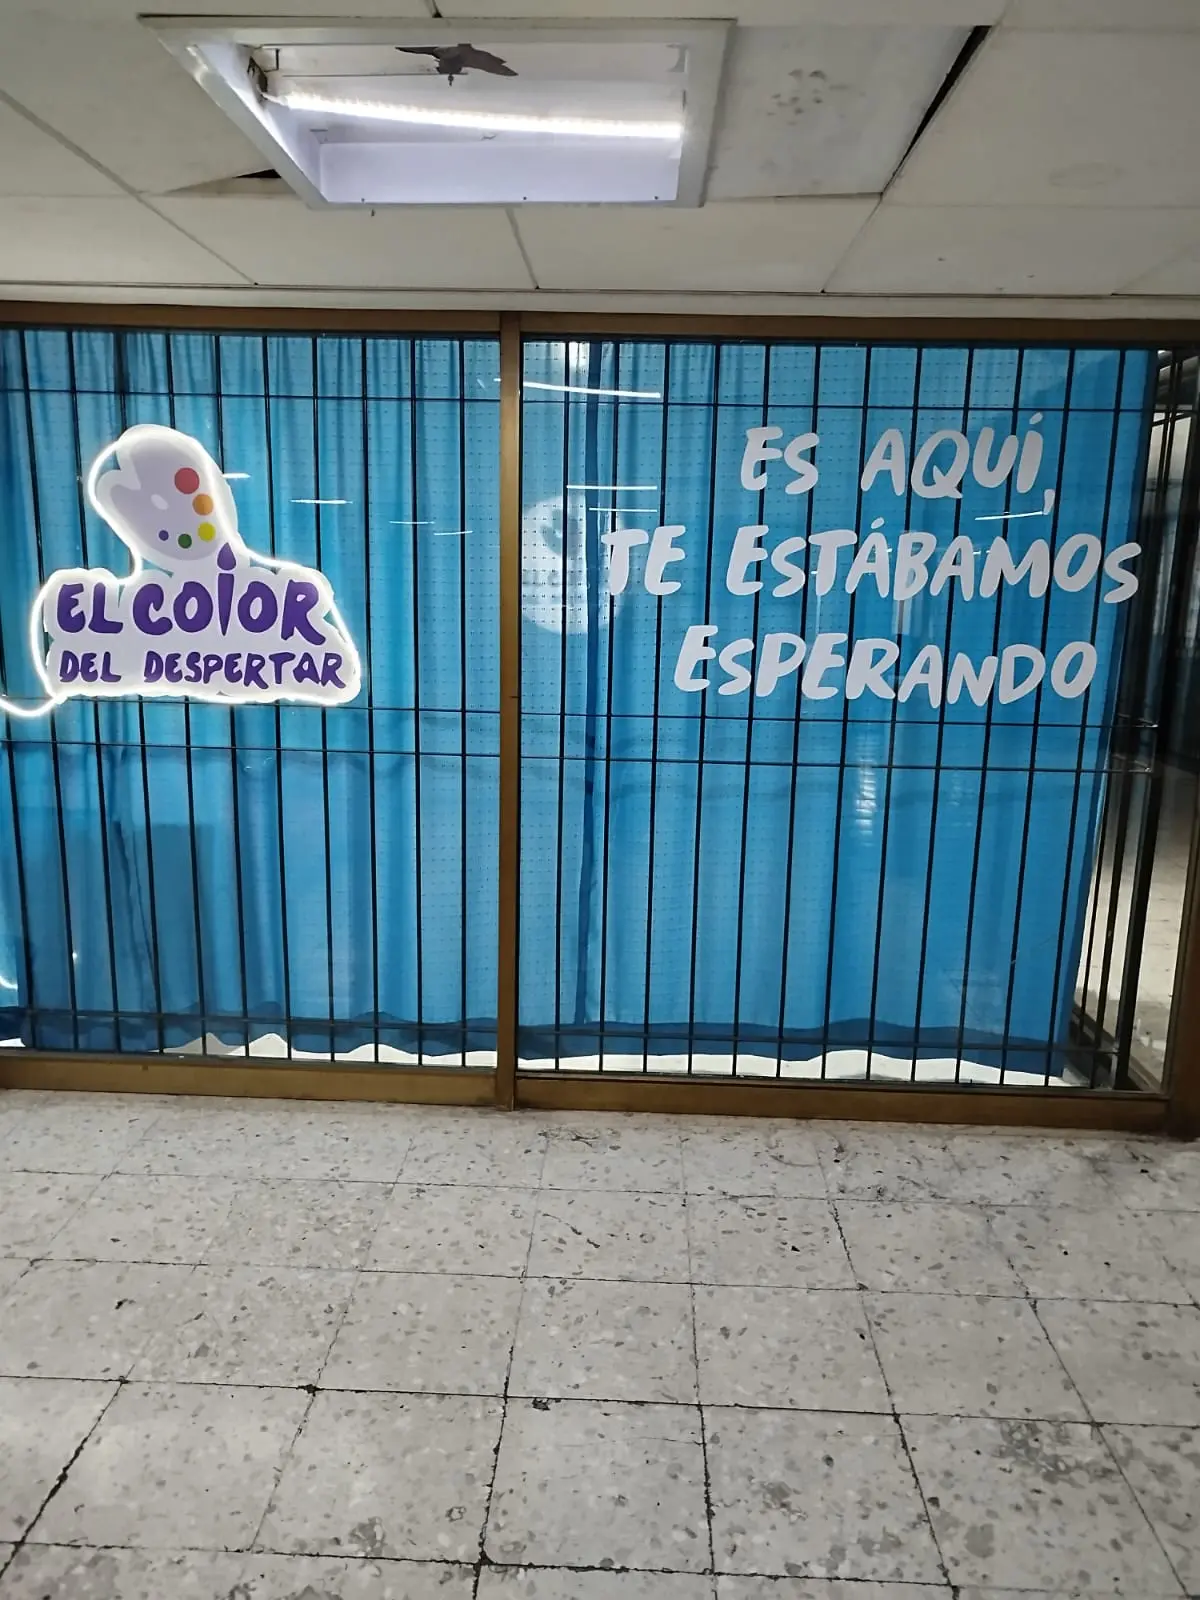 EL COLOR
DEL DESPERTAR
ES AQUÍ,
TE ESTÁBAMOS
ESPERANDO